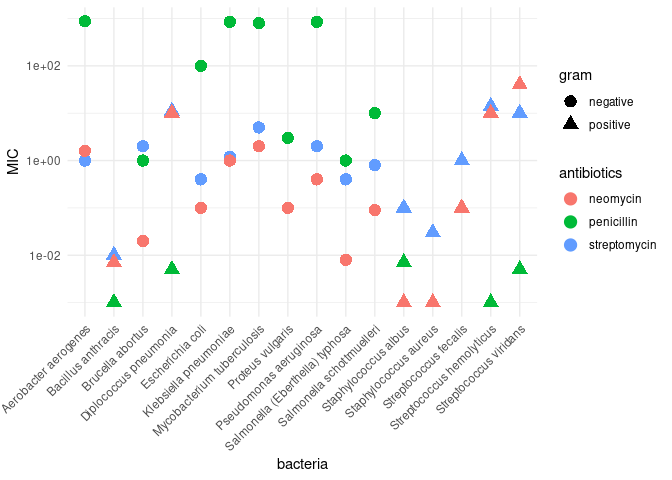 1e+02
1e+00
1e-02
MIC
Aerobacter aerogenes
Bacillus anthracis
Brucella abortus
Diplococcus pneumonia
Escherichia coli
Klebsiella pneumoniae
Mycobacterium tuberculosis
Proteus vulgaris
Pseudomonas aeruginosa
Salmonella (Eberthella) typhosa
Salmonella schottmuelleri
Staphylococcus albus
Staphylococcus aureus
Streptococcus fecalis
Streptococcus hemolyticus
Streptococcus viridans
bacteria
gram
negative
positive
antibiotics
neomycin
penicillin
streptomycin